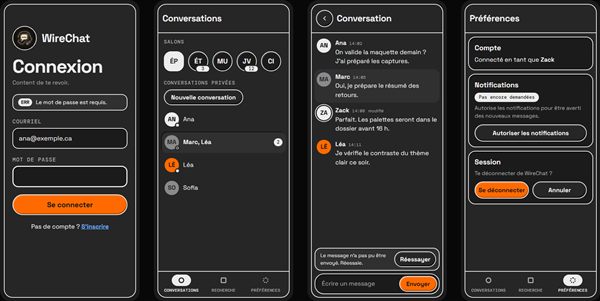 WireChat
Connexion
Content de te revoir.
ERR Le mot de passe est requis.
COURRIEL
ana@exemple.ca
MOT DE PASSE
Se connecter
Pas de compte ? S'inscrire
Conversations
SALONS
ÉP
ÉT
3
MU
JV
12
CI
CONVERSATIONS PRIVÉES
Nouvelle conversation
AN Ana
MA Marc, Léa 2
LÉ Léa
SO Sofia
CONVERSATIONS
RECHERCHE
PRÉFÉRENCES
Conversation
AN Ana 14:02
On valide la maquette demain ?
J'ai préparé les captures.
MA Marc 14:05
Oui, je prépare le résumé des
retours.
ZA Zack 14:08 modifié
Parfait. Les palettes seront dans le
dossier avant 16 h.
LÉ Léa 14:11
Je vérifie le contraste du thème
clair ce soir.
Le message n'a pas pu être
envoyé. Réessaie.
Réessayer
Écrire un message
Envoyer
Préférences
Compte
Connecté en tant que Zack
Notifications
Pas encore demandées
Autorise les notifications pour être averti
des nouveaux messages.
Autoriser les notifications
Session
Te déconnecter de WireChat ?
Se déconnecter
Annuler
CONVERSATIONS
RECHERCHE
PRÉFÉRENCES